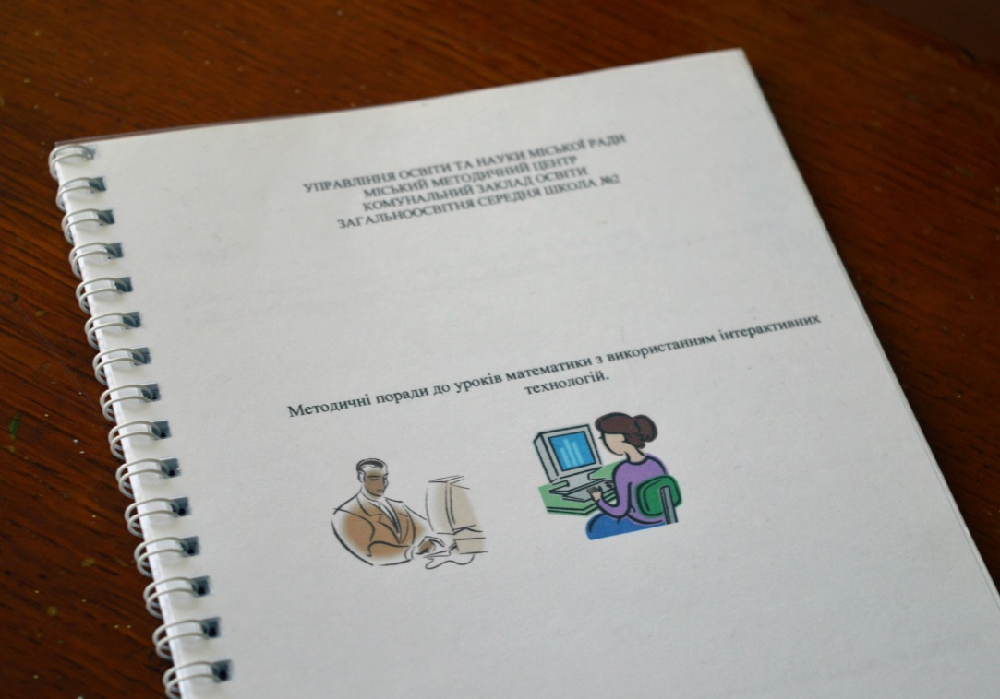 УПРАВЛІННЯ ОСВІТИ ТА НАУКИ МІСЬКОЇ РАДИ
МІСЬКИЙ МЕТОДИЧНИЙ ЦЕНТР
КОМУНАЛЬНИЙ ЗАКЛАД ОСВІТИ
ЗАГАЛЬНООСВІТНЯ СЕРЕДНЯ ШКОЛА №2
Методичні поради до уроків математики з використанням інтерактивних
технологій.